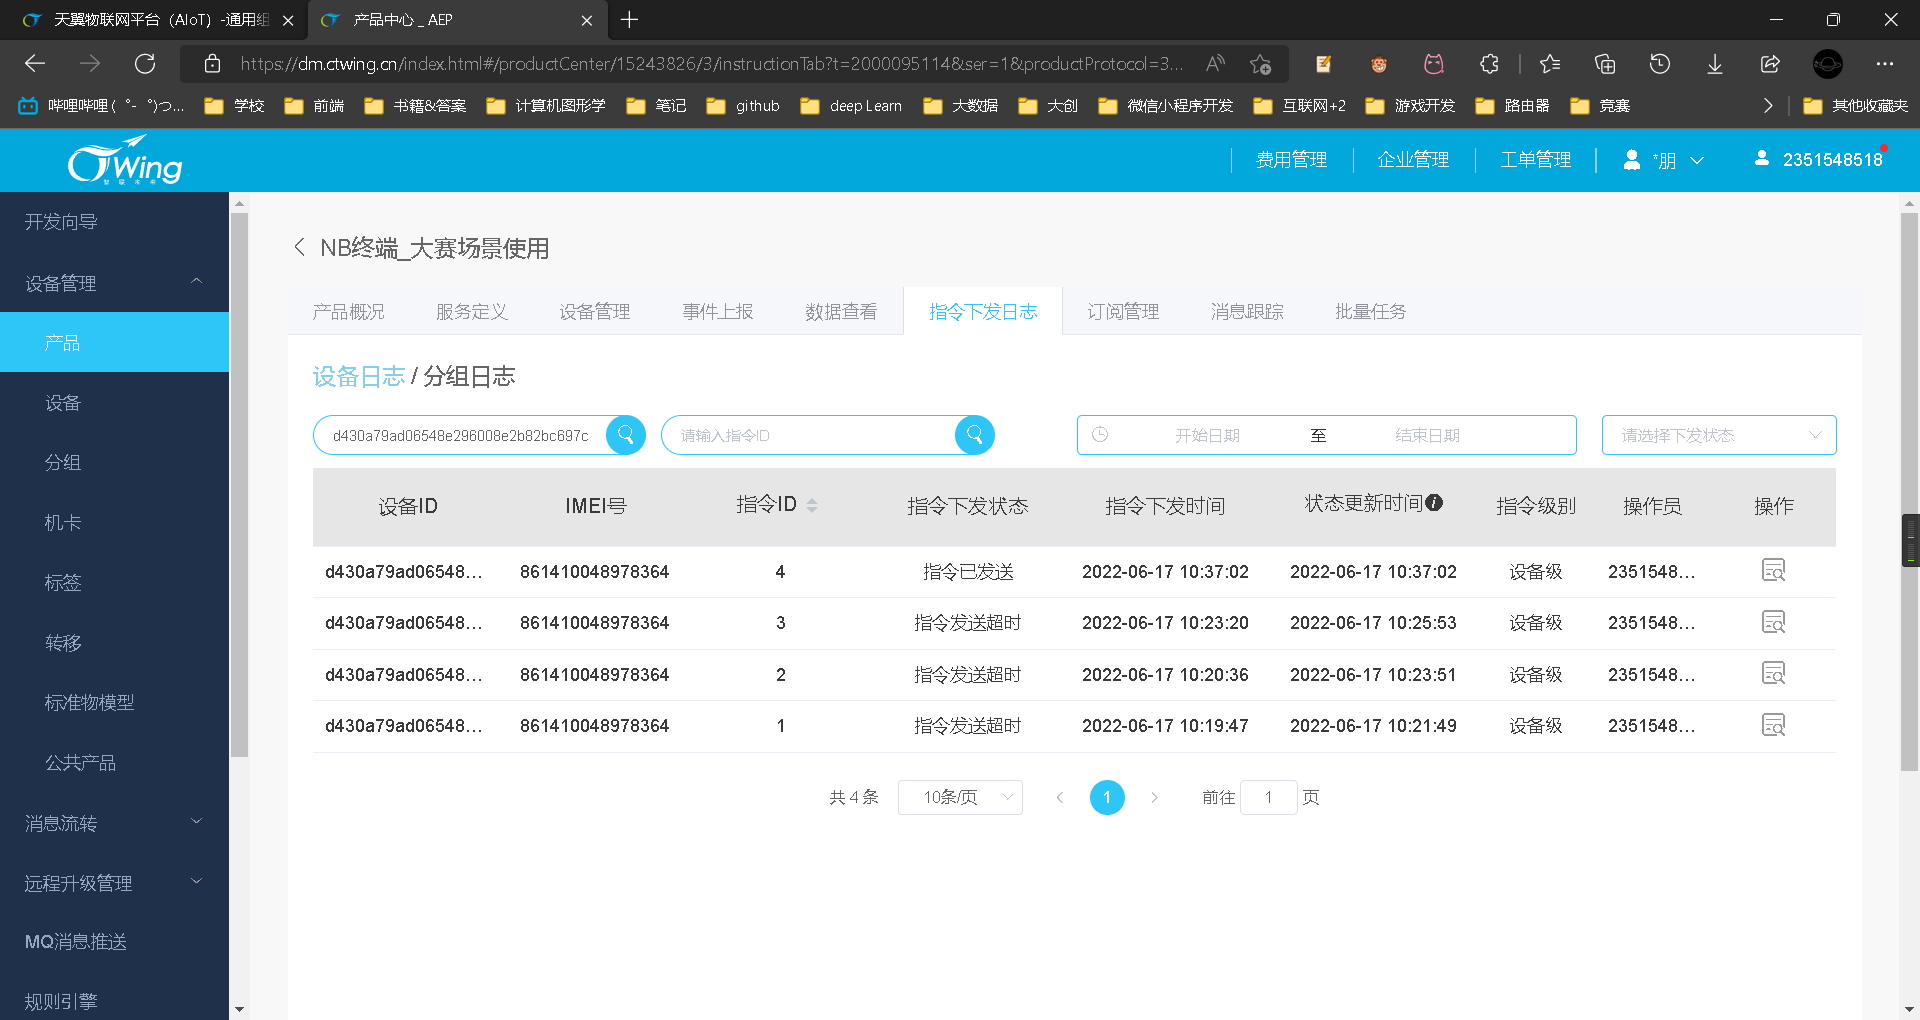 天翼物联网平台（AIoT）-通用组
产品中心 _ AEP
https://dm.ctwing.cn/index.html#/productCenter/15243826/3/instructionTab?t=2000095114&ser=1&productProtocol=3...
哔哩哔哩 (゜-゜)つ... 学校 前端 书籍&答案 计算机图形学 笔记 github deep Learn 大数据 大创 微信小程序开发 互联网+2 游戏开发 路由器 竞赛 其他收藏夹
CTWing
费用管理 企业管理 工单管理 *朋 2351548518
开发向导
设备管理
产品
设备
分组
机卡
标签
转移
标准物模型
公共产品
消息流转
远程升级管理
MQ消息推送
规则引擎
NB终端_大赛场景使用
产品概况 服务定义 设备管理 事件上报 数据查看 指令下发日志 订阅管理 消息跟踪 批量任务
设备日志 / 分组日志
d430a79ad06548e296008e2b82bc697c 请输入指令ID 开始日期 至 结束日期 请选择下发状态
设备ID IMEI号 指令ID 指令下发状态 指令下发时间 状态更新时间 指令级别 操作员 操作
d430a79ad06548... 861410048978364 4 指令已发送 2022-06-17 10:37:02 2022-06-17 10:37:02 设备级 2351548...
d430a79ad06548... 861410048978364 3 指令发送超时 2022-06-17 10:23:20 2022-06-17 10:25:53 设备级 2351548...
d430a79ad06548... 861410048978364 2 指令发送超时 2022-06-17 10:20:36 2022-06-17 10:23:51 设备级 2351548...
d430a79ad06548... 861410048978364 1 指令发送超时 2022-06-17 10:19:47 2022-06-17 10:21:49 设备级 2351548...
共 4 条 10条/页 1 前往 1 页